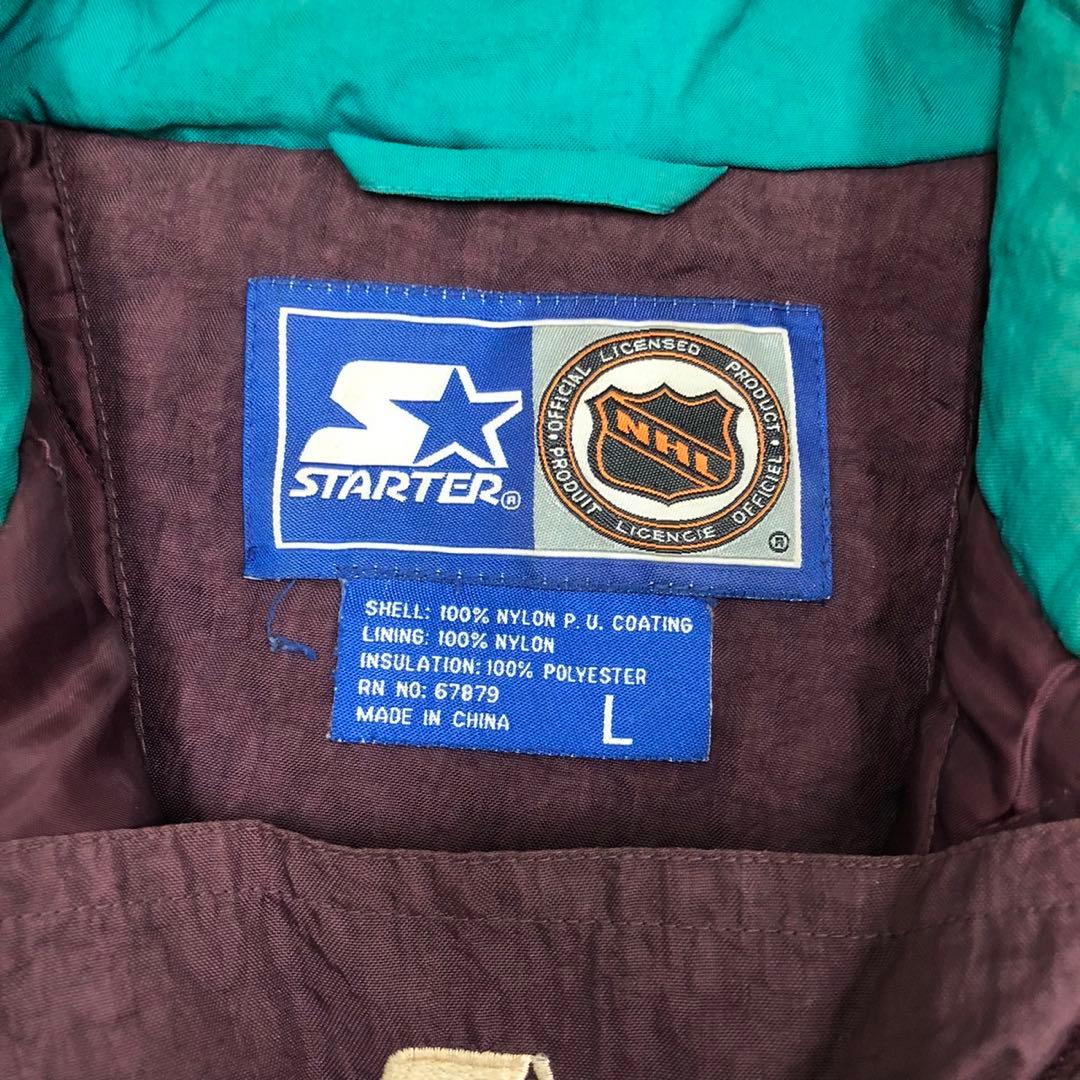 STARTER®
OFFICIAL LICENSED PRODUCT
NHL
PRODUIT LICENCIE OFFICIEL
®
SHELL: 100% NYLON P. U. COATING
LINING: 100% NYLON
INSULATION: 100% POLYESTER
RN NO: 67879
MADE IN CHINA
L